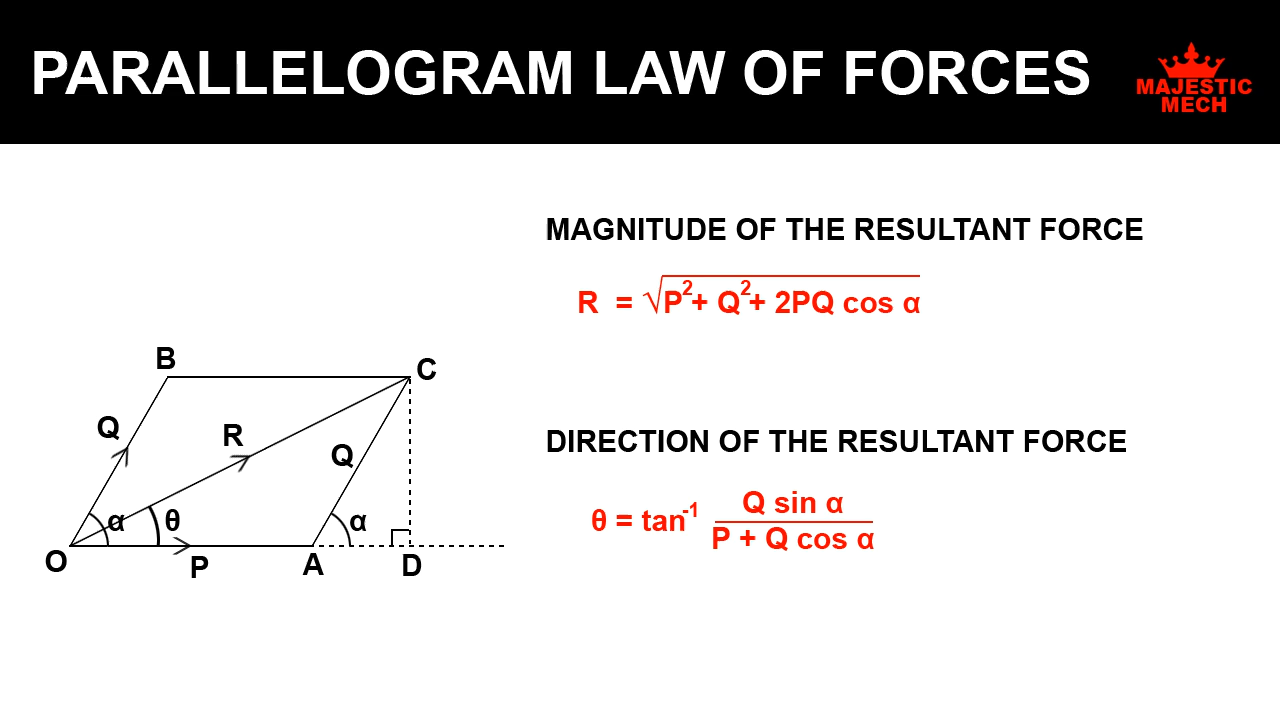 PARALLELOGRAM LAW OF FORCES
MAJESTIC
MECH
MAGNITUDE OF THE RESULTANT FORCE
R = √P²+ Q²+ 2PQ cos α
B
C
Q
R
Q
DIRECTION OF THE RESULTANT FORCE
θ = tan⁻¹ Q sin α
P + Q cos α
α
θ
α
O
P
A
D